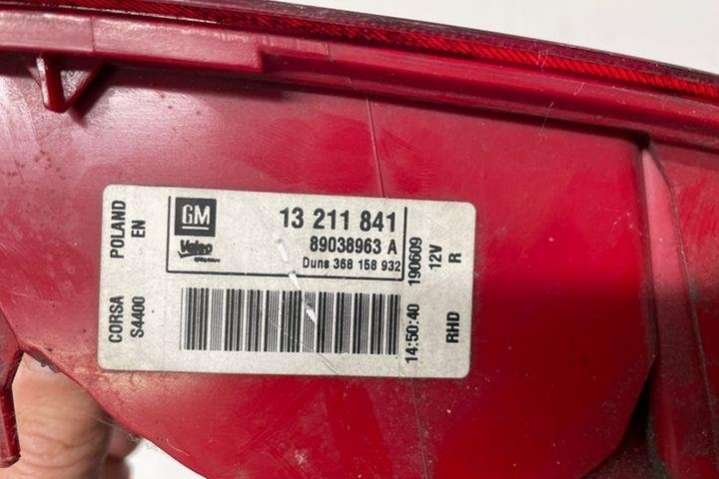 GM
Valeo
13 211 841
89038963 A
Duns 368 158 932
CORSA POLAND
S4400 EN
14:50:40 190609
12V
RHD R